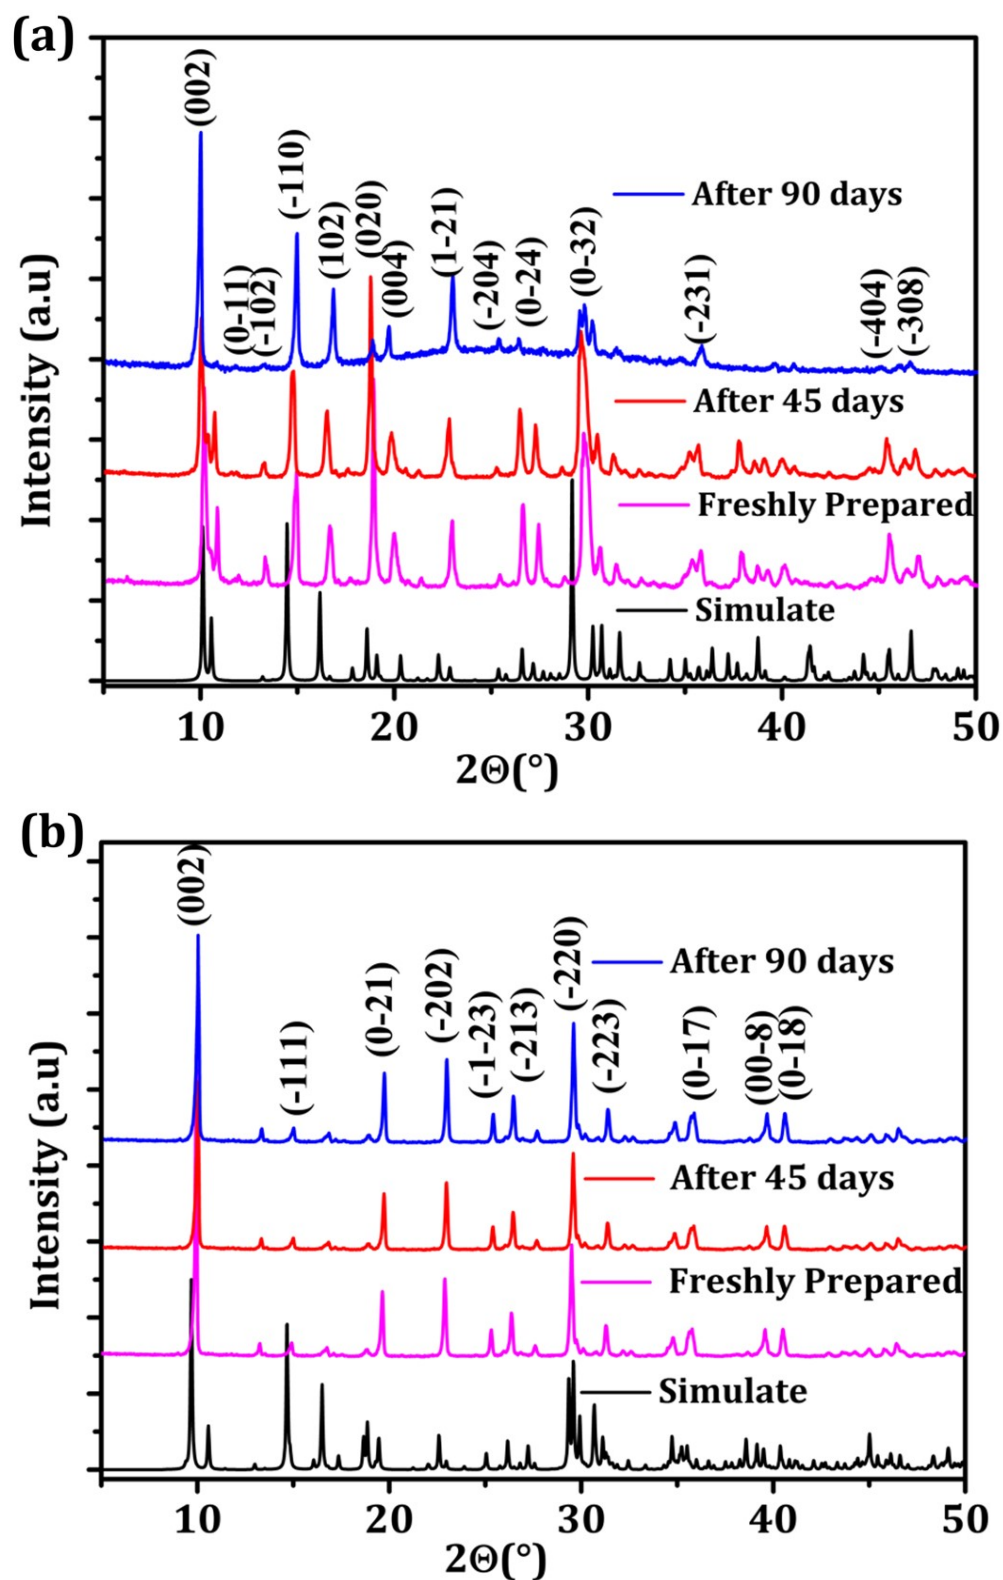 (a)
(002)
(0-11)
(-102)
(-110)
(102)
(020)
(004)
(1-21)
(-204)
(0-24)
(0-32)
(-231)
(-404)
(-308)
After 90 days
After 45 days
Freshly Prepared
Simulate
Intensity (a.u)
10 20 30 40 50
2Θ(°)
(b)
(002)
(-111)
(0-21)
(-202)
(-1-23)
(-213)
(-220)
(-223)
(0-17)
(00-8)
(0-18)
After 90 days
After 45 days
Freshly Prepared
Simulate
Intensity (a.u)
10 20 30 40 50
2Θ(°)